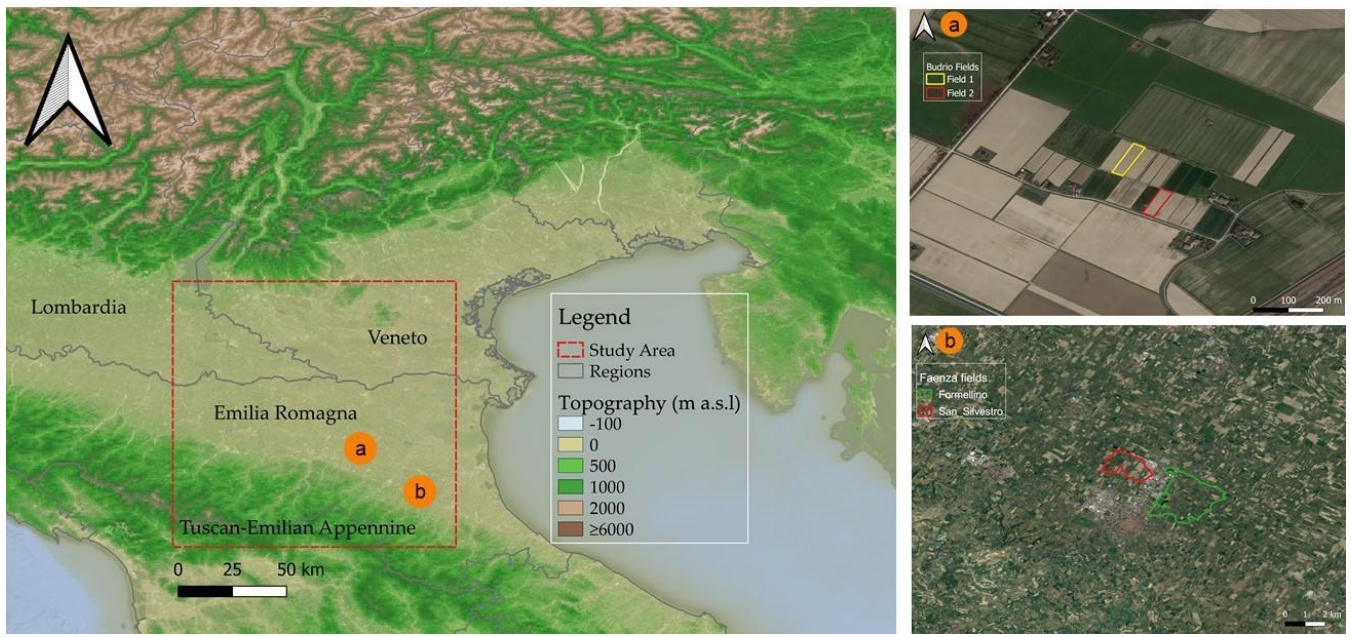 Lombardia
Veneto
Emilia Romagna
a
b
Tuscan-Emilian Appennine
0 25 50 km
Legend
Study Area
Regions
Topography (m a.s.l)
-100
0
500
1000
2000
≥6000
a
Budrio Fields
Field 1
Field 2
0 100 200 m
b
Faenza fields
Formellino
San_Silvestro
0 1 2 km